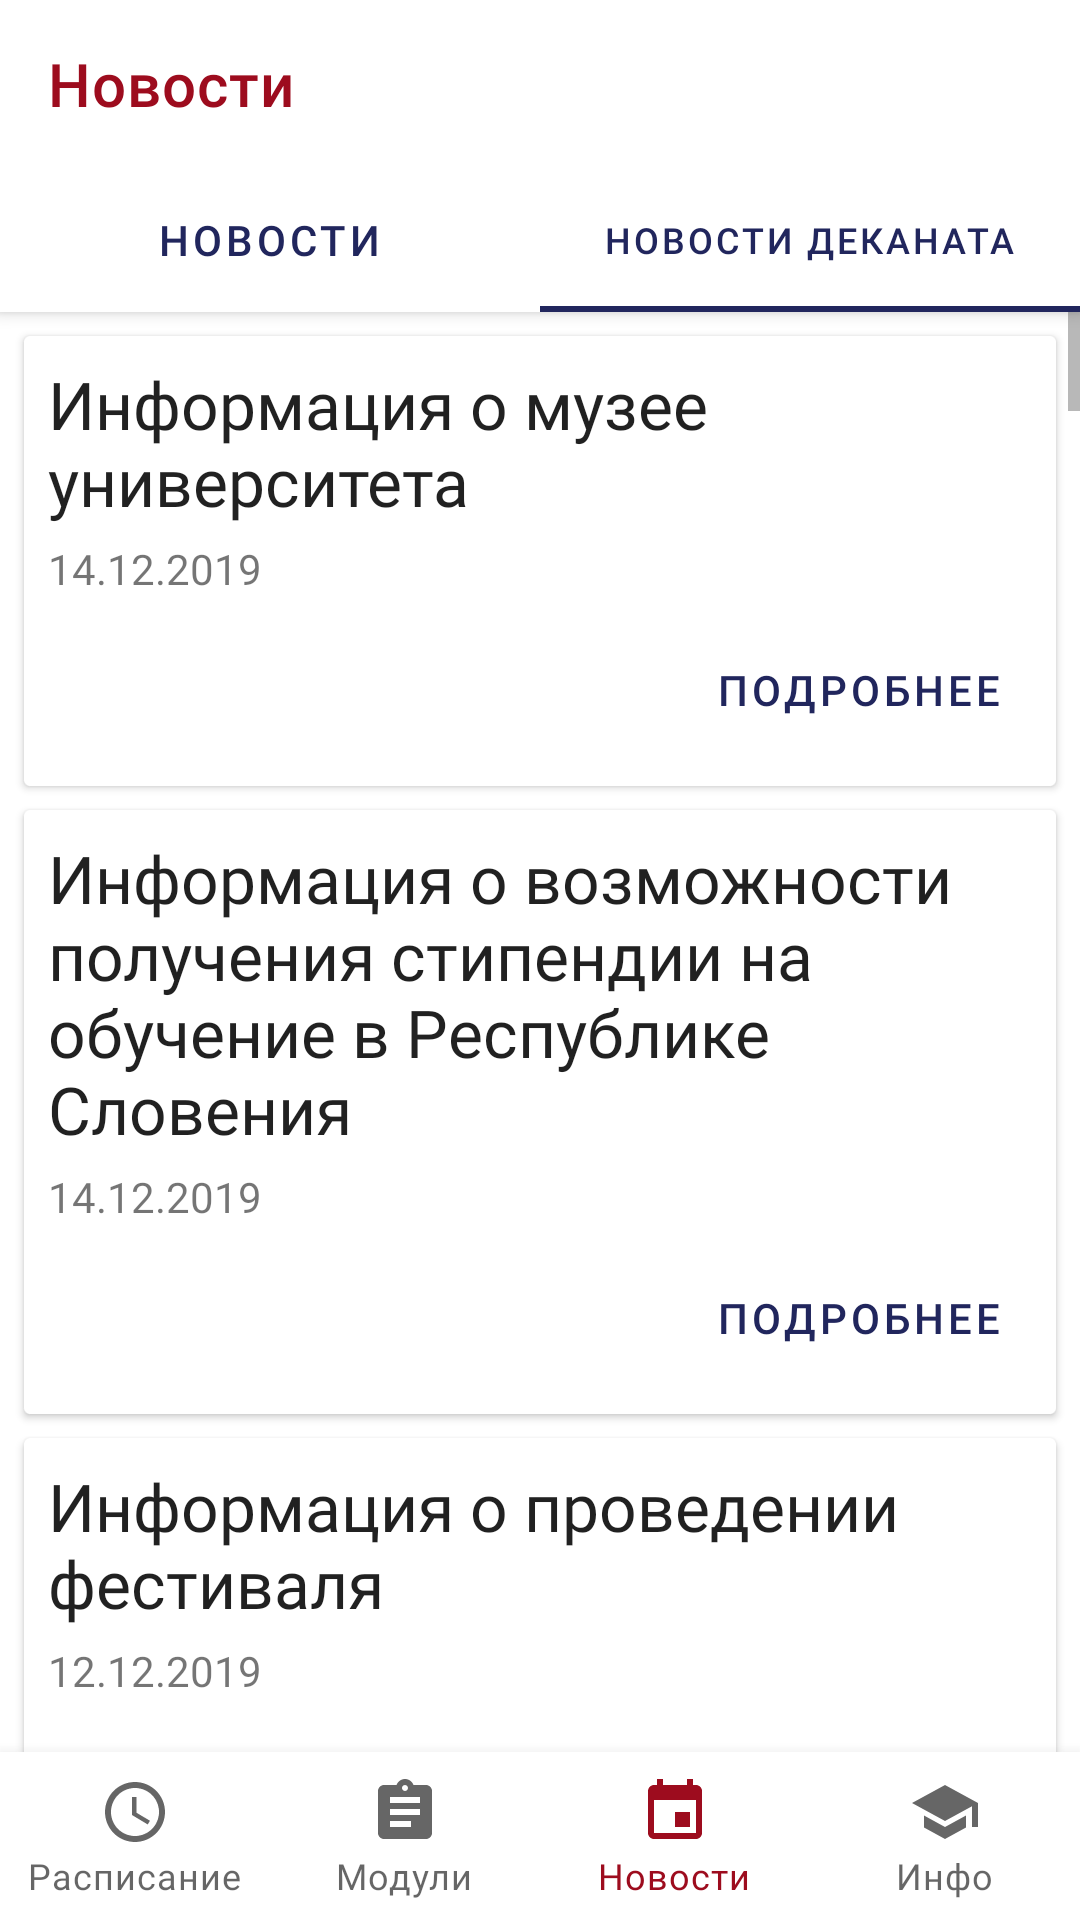 Новости
НОВОСТИ
НОВОСТИ ДЕКАНАТА
Информация о музее
университета
14.12.2019
ПОДРОБНЕЕ
Информация о возможности
получения стипендии на
обучение в Республике
Словения
14.12.2019
ПОДРОБНЕЕ
Информация о проведении
фестиваля
12.12.2019
Расписание
Модули
Новости
Инфо